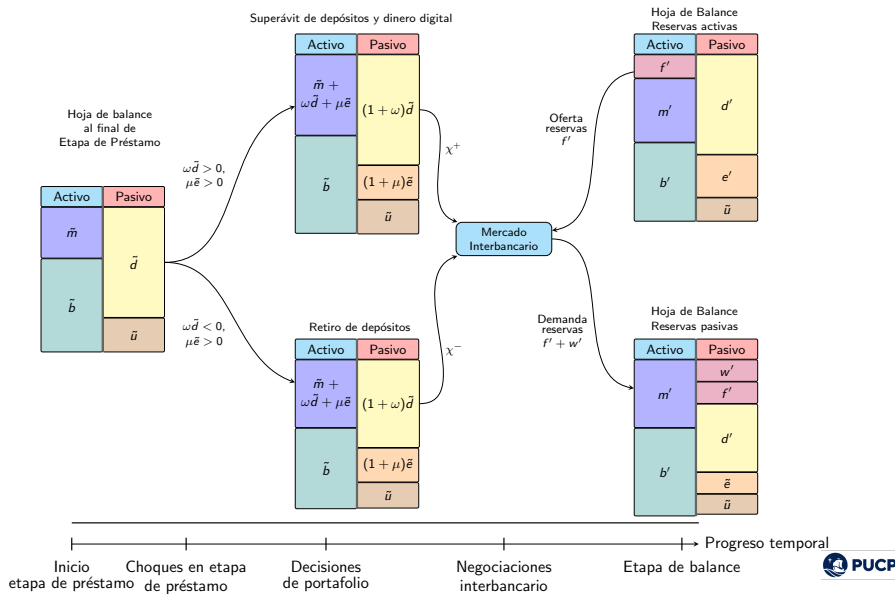 Superávit de depósitos y dinero digital
Activo
Pasivo
m̃ +
ωd̃ + μẽ
(1 + ω)d̃
b̃
(1 + μ)ẽ
ũ
Hoja de Balance
Reservas activas
Activo
Pasivo
f′
m′
d′
b′
e′
ũ
Hoja de balance
al final de
Etapa de Préstamo
Activo
Pasivo
m̃
d̃
b̃
ũ
ωd̃ > 0,
μẽ > 0
ωd̃ < 0,
μẽ > 0
χ⁺
χ⁻
Oferta
reservas
f′
Mercado
Interbancario
Demanda
reservas
f′ + w′
Retiro de depósitos
Activo
Pasivo
m̃ +
ωd̃ + μẽ
(1 + ω)d̃
b̃
(1 + μ)ẽ
ũ
Hoja de Balance
Reservas pasivas
Activo
Pasivo
w′
f′
m′
d′
b′
ẽ
ũ
Progreso temporal
Inicio
etapa de préstamo
Choques en etapa
de préstamo
Decisiones
de portafolio
Negociaciones
interbancario
Etapa de balance
PUCP